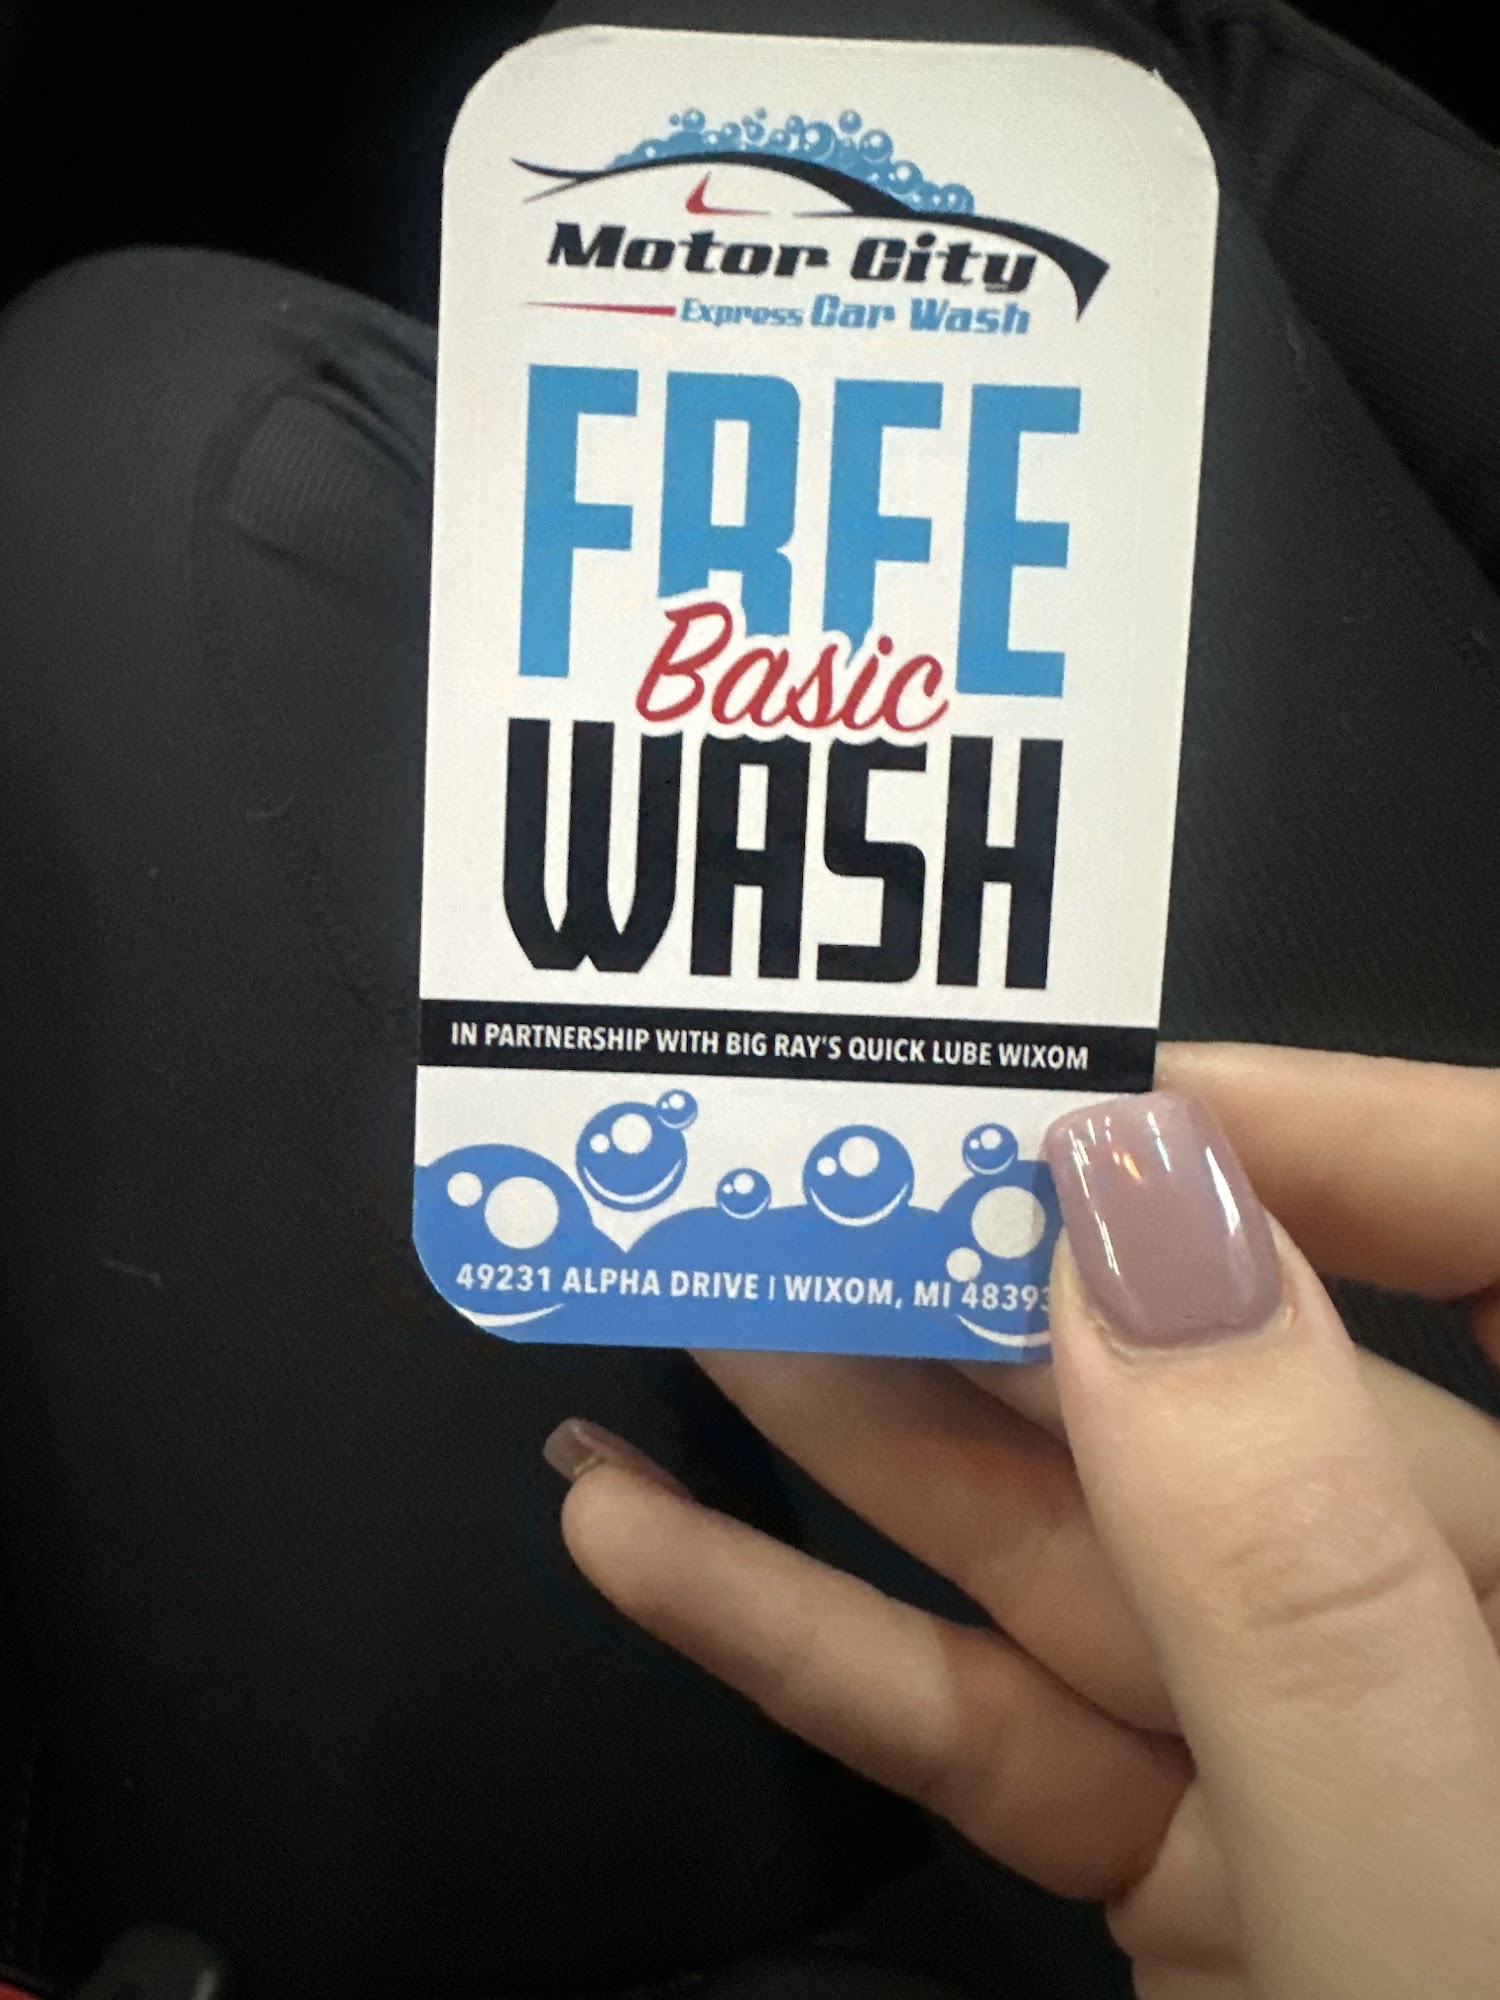 Motor City
Express Car Wash
FREE
Basic
WASH
IN PARTNERSHIP WITH BIG RAY'S QUICK LUBE WIXOM
49231 ALPHA DRIVE | WIXOM, MI 48393